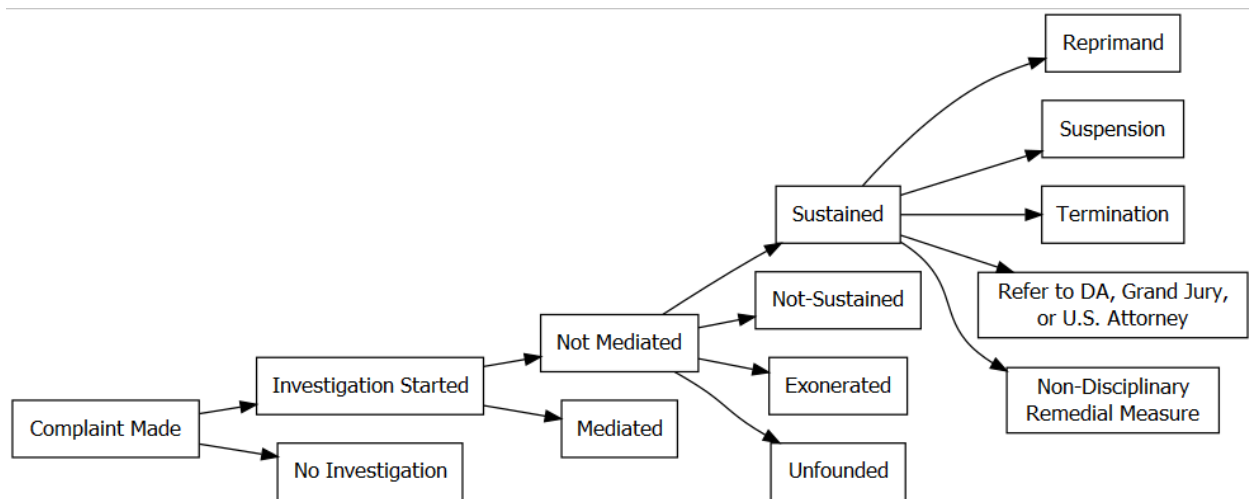 Reprimand
Suspension
Sustained
Termination
Not-Sustained
Refer to DA, Grand Jury,
or U.S. Attorney
Not Mediated
Investigation Started
Exonerated
Non-Disciplinary
Remedial Measure
Complaint Made
Mediated
No Investigation
Unfounded